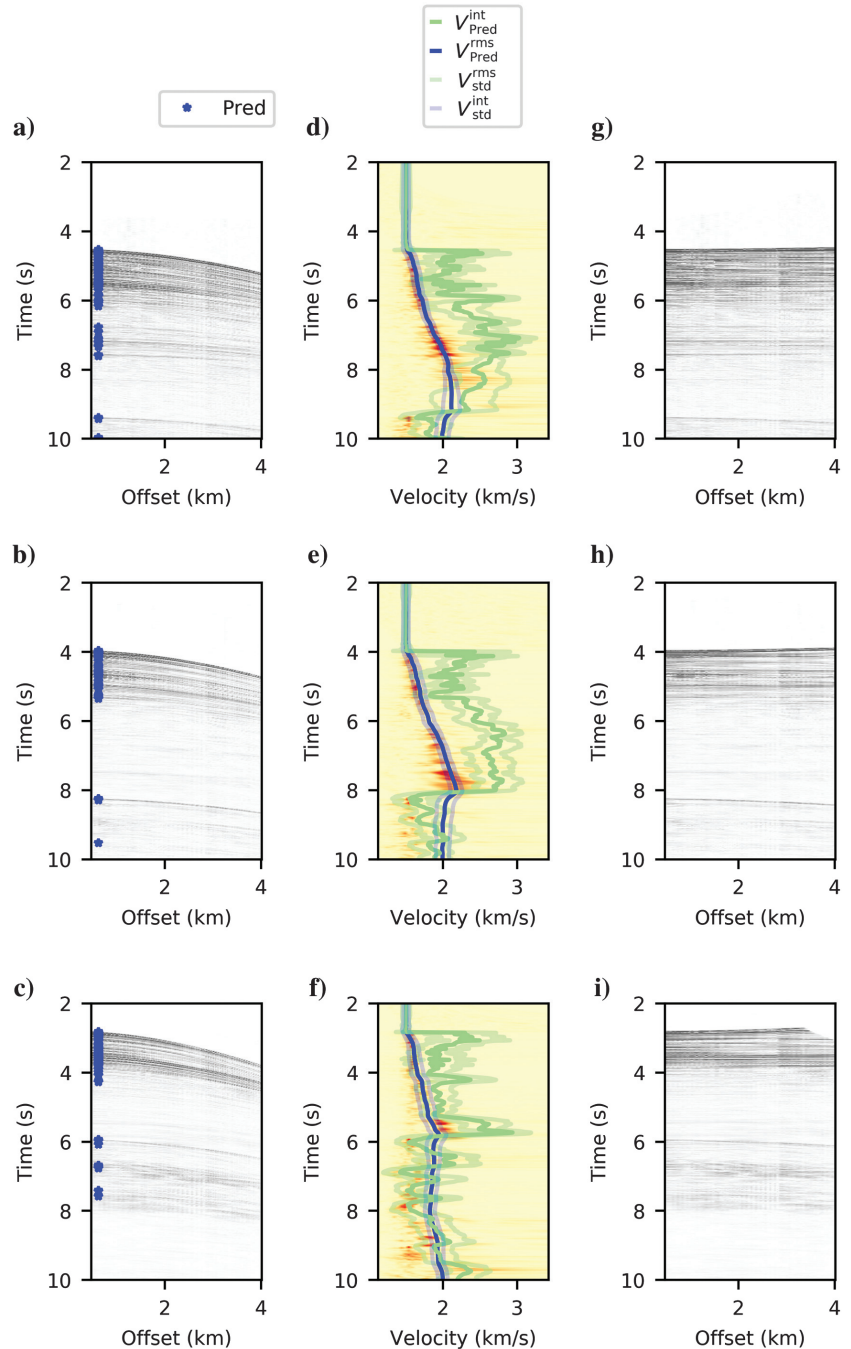 V^int_Pred
V^rms_Pred
V^rms_std
V^int_std
Pred
a) d) g)
2 2 2
4 4 4
6 6 6
8 8 8
10 10 10
Time (s) Time (s) Time (s)
2 4 2 3 2 4
Offset (km) Velocity (km/s) Offset (km)
b) e) h)
2 2 2
4 4 4
6 6 6
8 8 8
10 10 10
Time (s) Time (s) Time (s)
2 4 2 3 2 4
Offset (km) Velocity (km/s) Offset (km)
c) f) i)
2 2 2
4 4 4
6 6 6
8 8 8
10 10 10
Time (s) Time (s) Time (s)
2 4 2 3 2 4
Offset (km) Velocity (km/s) Offset (km)